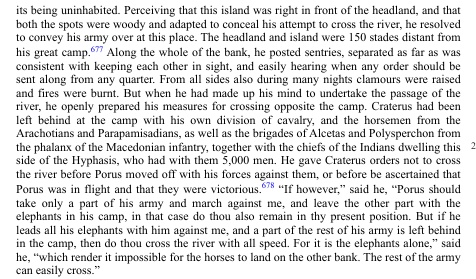 its being uninhabited. Perceiving that this island was right in front of the headland, and that
both the spots were woody and adapted to conceal his attempt to cross the river, he resolved
to convey his army over at this place. The headland and island were 150 stades distant from
his great camp.677 Along the whole of the bank, he posted sentries, separated as far as was
consistent with keeping each other in sight, and easily hearing when any order should be
sent along from any quarter. From all sides also during many nights clamours were raised
and fires were burnt. But when he had made up his mind to undertake the passage of the
river, he openly prepared his measures for crossing opposite the camp. Craterus had been
left behind at the camp with his own division of cavalry, and the horsemen from the
Arachotians and Parapamisadians, as well as the brigades of Alcetas and Polysperchon from
the phalanx of the Macedonian infantry, together with the chiefs of the Indians dwelling this 2
side of the Hyphasis, who had with them 5,000 men. He gave Craterus orders not to cross
the river before Porus moved off with his forces against them, or before he ascertained that
Porus was in flight and that they were victorious.678 “If however,” said he, “Porus should
take only a part of his army and march against me, and leave the other part with the
elephants in his camp, in that case do thou also remain in thy present position. But if he
leads all his elephants with him against me, and a part of the rest of his army is left behind
in the camp, then do thou cross the river with all speed. For it is the elephants alone,” said
he, “which render it impossible for the horses to land on the other bank. The rest of the army
can easily cross.”